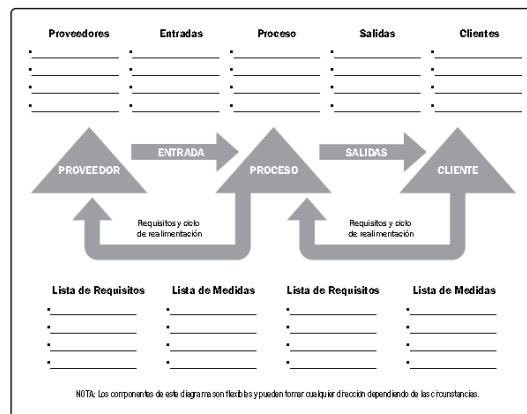 Proveedores Entradas Proceso Salidas Clientes
ENTRADA SALIDAS
PROVEEDOR PROCESO CLIENTE
Requisitos y ciclo
de realimentación
Requisitos y ciclo
de realimentación
Lista de Requisitos Lista de Medidas Lista de Requisitos Lista de Medidas
NOTA: Los componentes de este diagrama son flexibles y pueden tomar cualquier dirección dependiendo de las circunstancias.